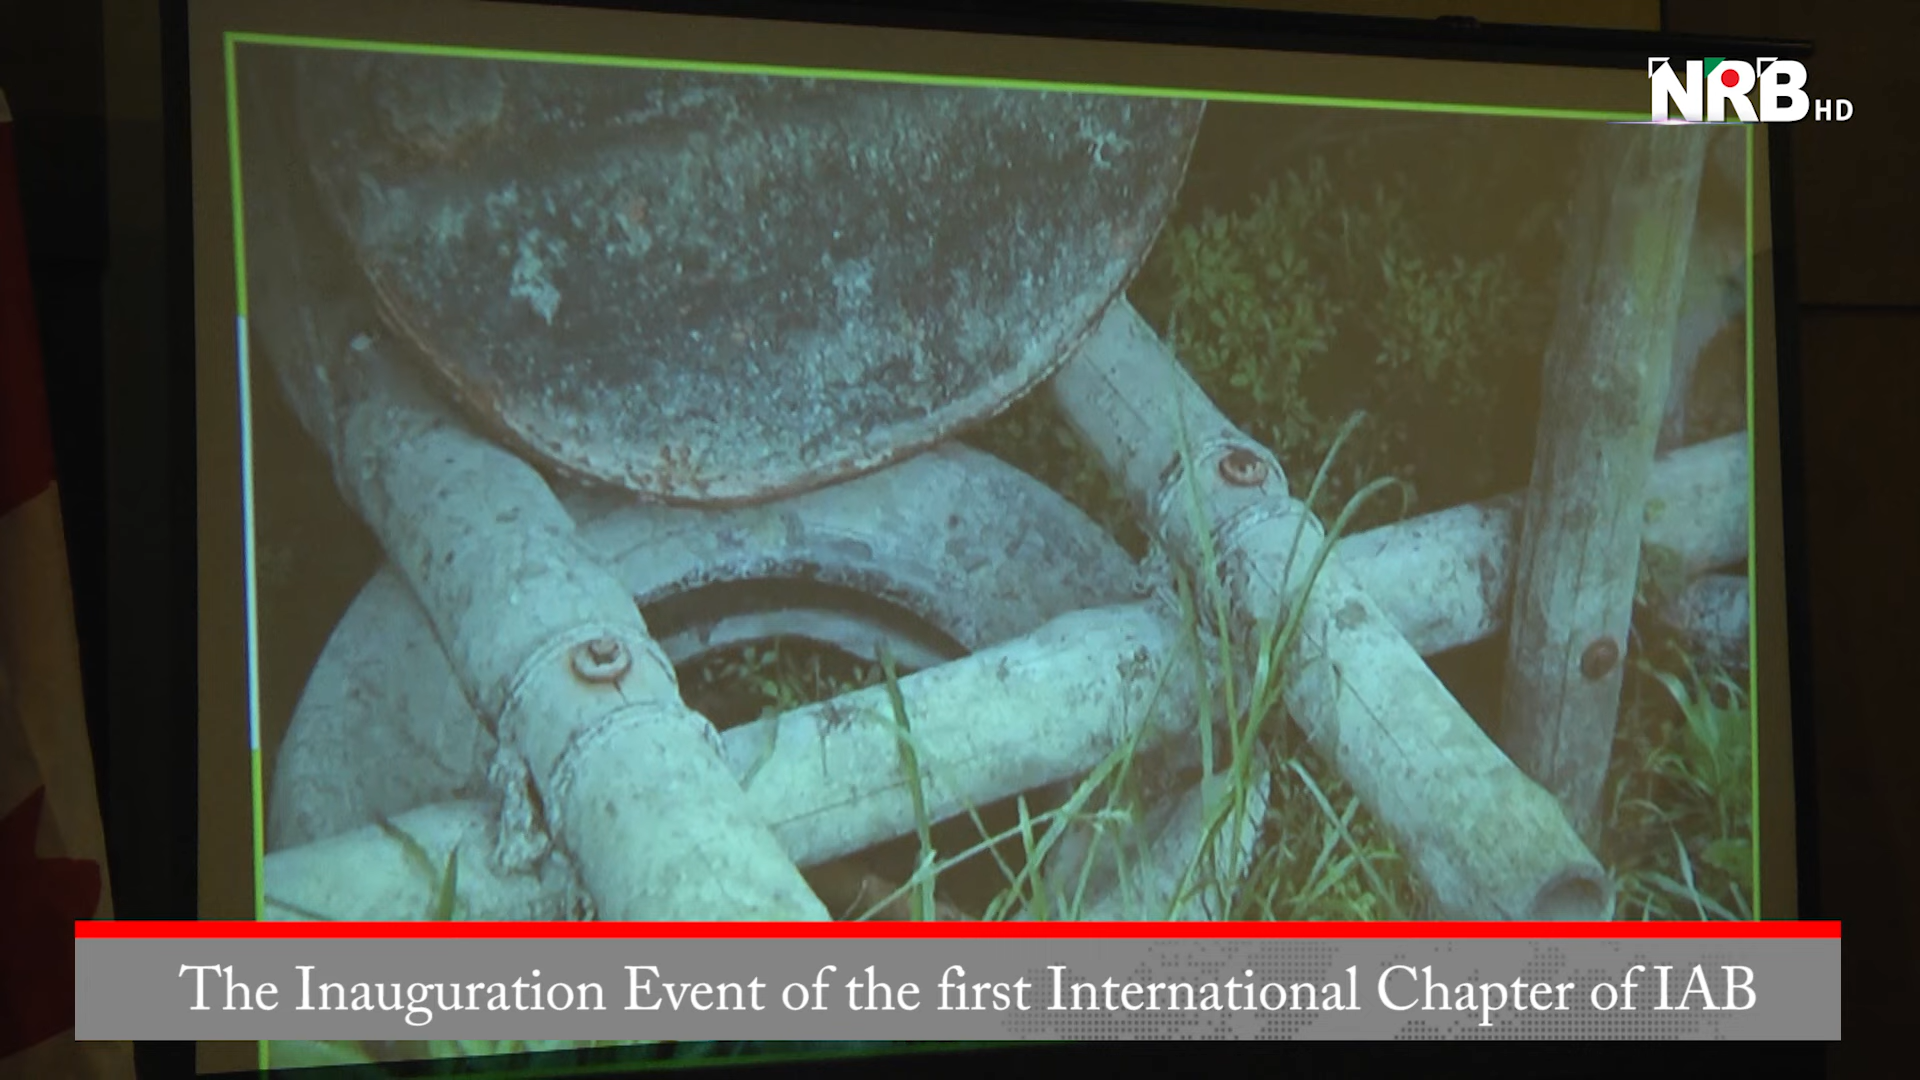 NRB HD
The Inauguration Event of the first International Chapter of IAB